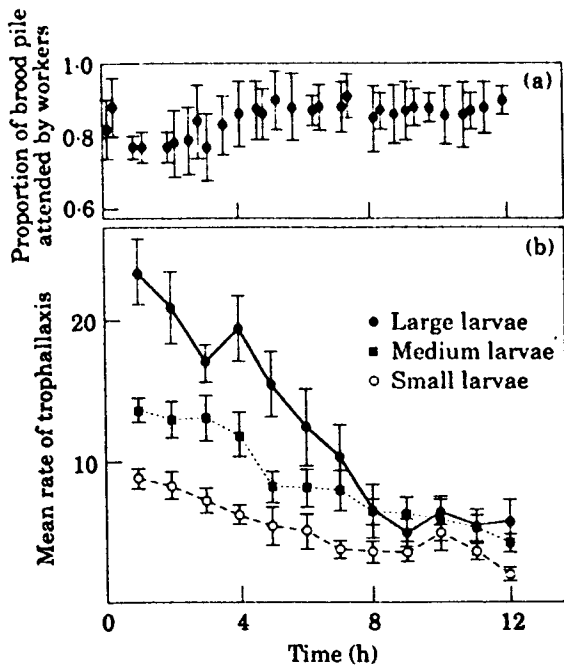 Proportion of brood pile
attended by workers
1·0
0·8
0·6
(a)
Mean rate of trophallaxis
20
10
(b)
Large larvae
Medium larvae
Small larvae
0
4
8
12
Time (h)